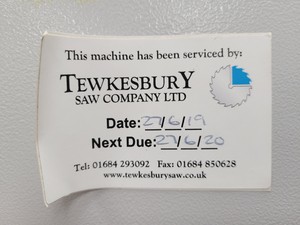 This machine has been serviced by:
TEWKESBURY
SAW COMPANY LTD
Date: 27/6/19
Next Due: 27/6/20
Tel: 01684 293092 Fax: 01684 850628
www.tewkesburysaw.co.uk